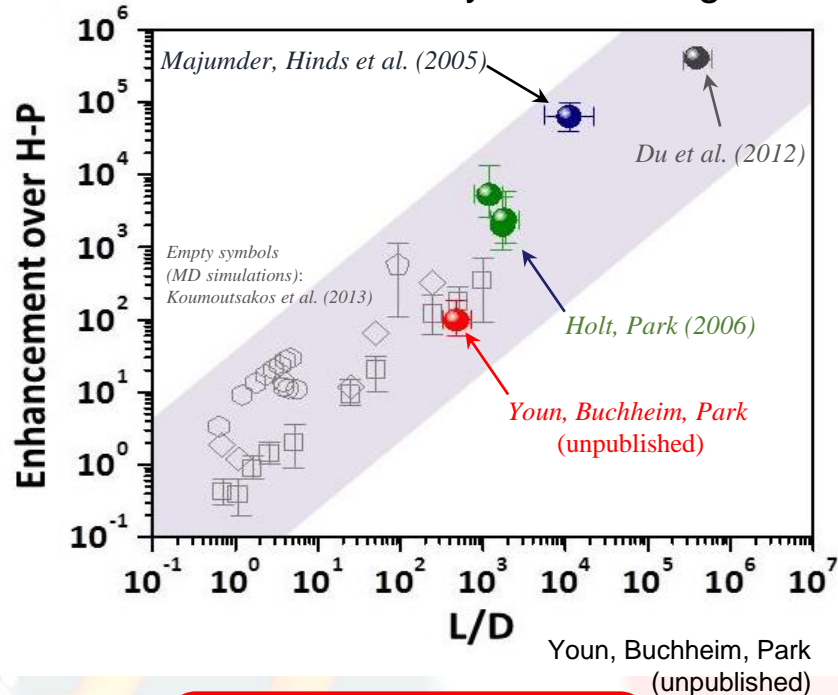 10^6
10^5
10^4
10^3
10^2
10^1
10^0
10^-1
Enhancement over H-P
Majumder, Hinds et al. (2005)
Du et al. (2012)
Empty symbols
(MD simulations):
Koumoutsakos et al. (2013)
Holt, Park (2006)
Youn, Buchheim, Park
(unpublished)
10^-1 10^0 10^1 10^2 10^3 10^4 10^5 10^6 10^7
L/D
Youn, Buchheim, Park
(unpublished)